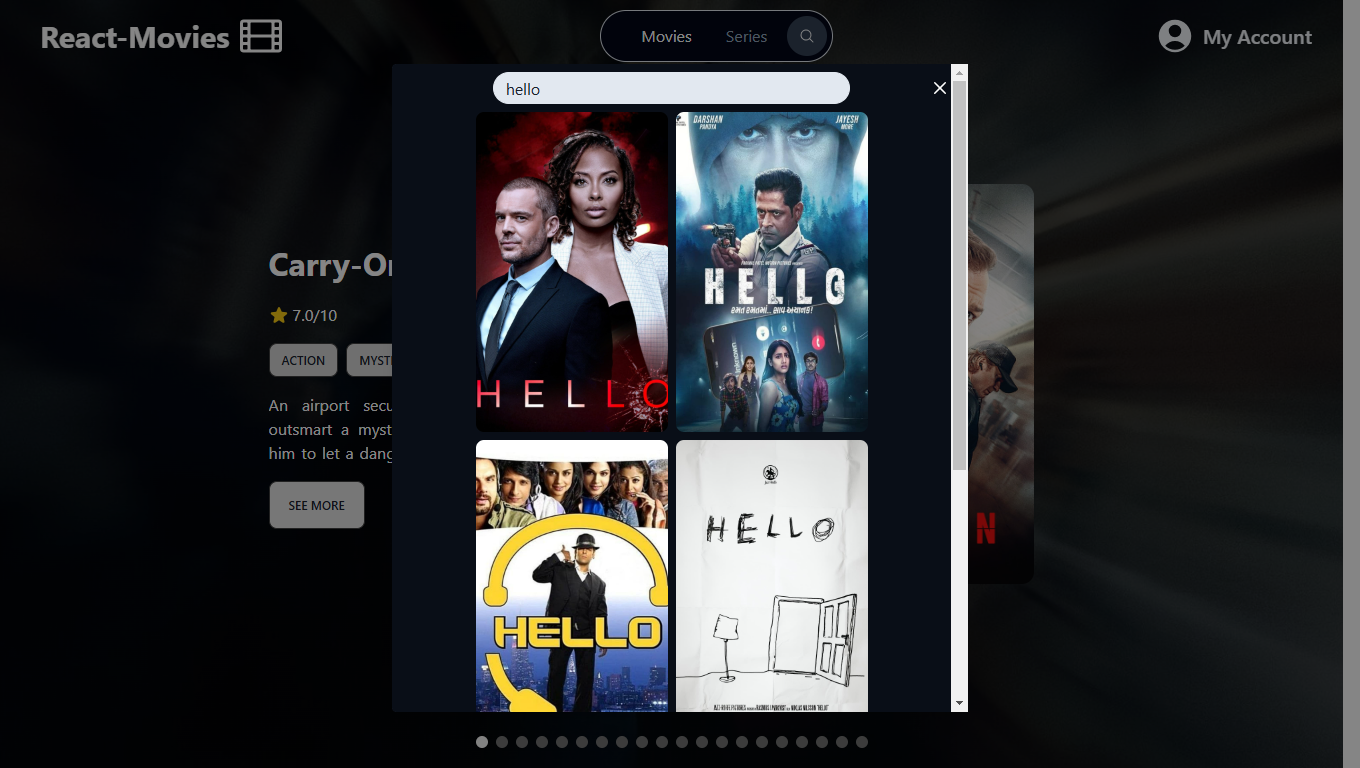 React-Movies
Movies
Series
My Account
hello
DARSHAN
PANDYA
JAYESH
MORE
HELLO
HELLO
Carry-O
7.0/10
ACTION
MYST
An airport secu
outsmart a myst
him to let a dang
SEE MORE
N
HELLO
HELLO